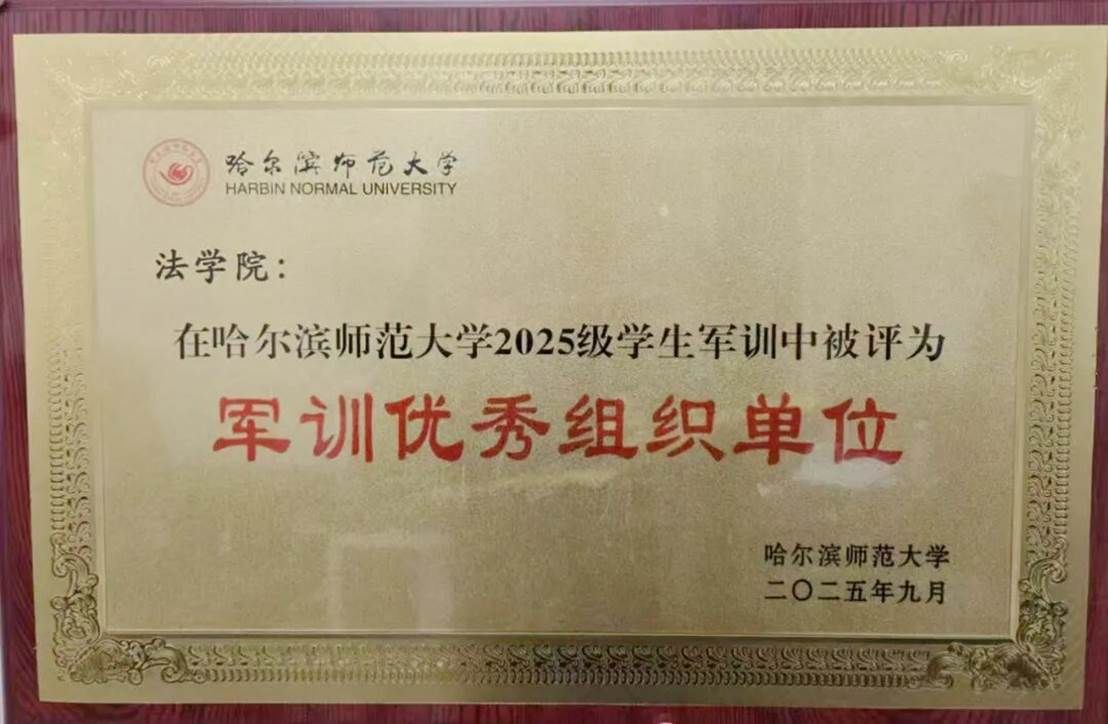 哈尔滨师范大学
HARBIN NORMAL UNIVERSITY
法学院：
在哈尔滨师范大学2025级学生军训中被评为
军训优秀组织单位
哈尔滨师范大学
二〇二五年九月